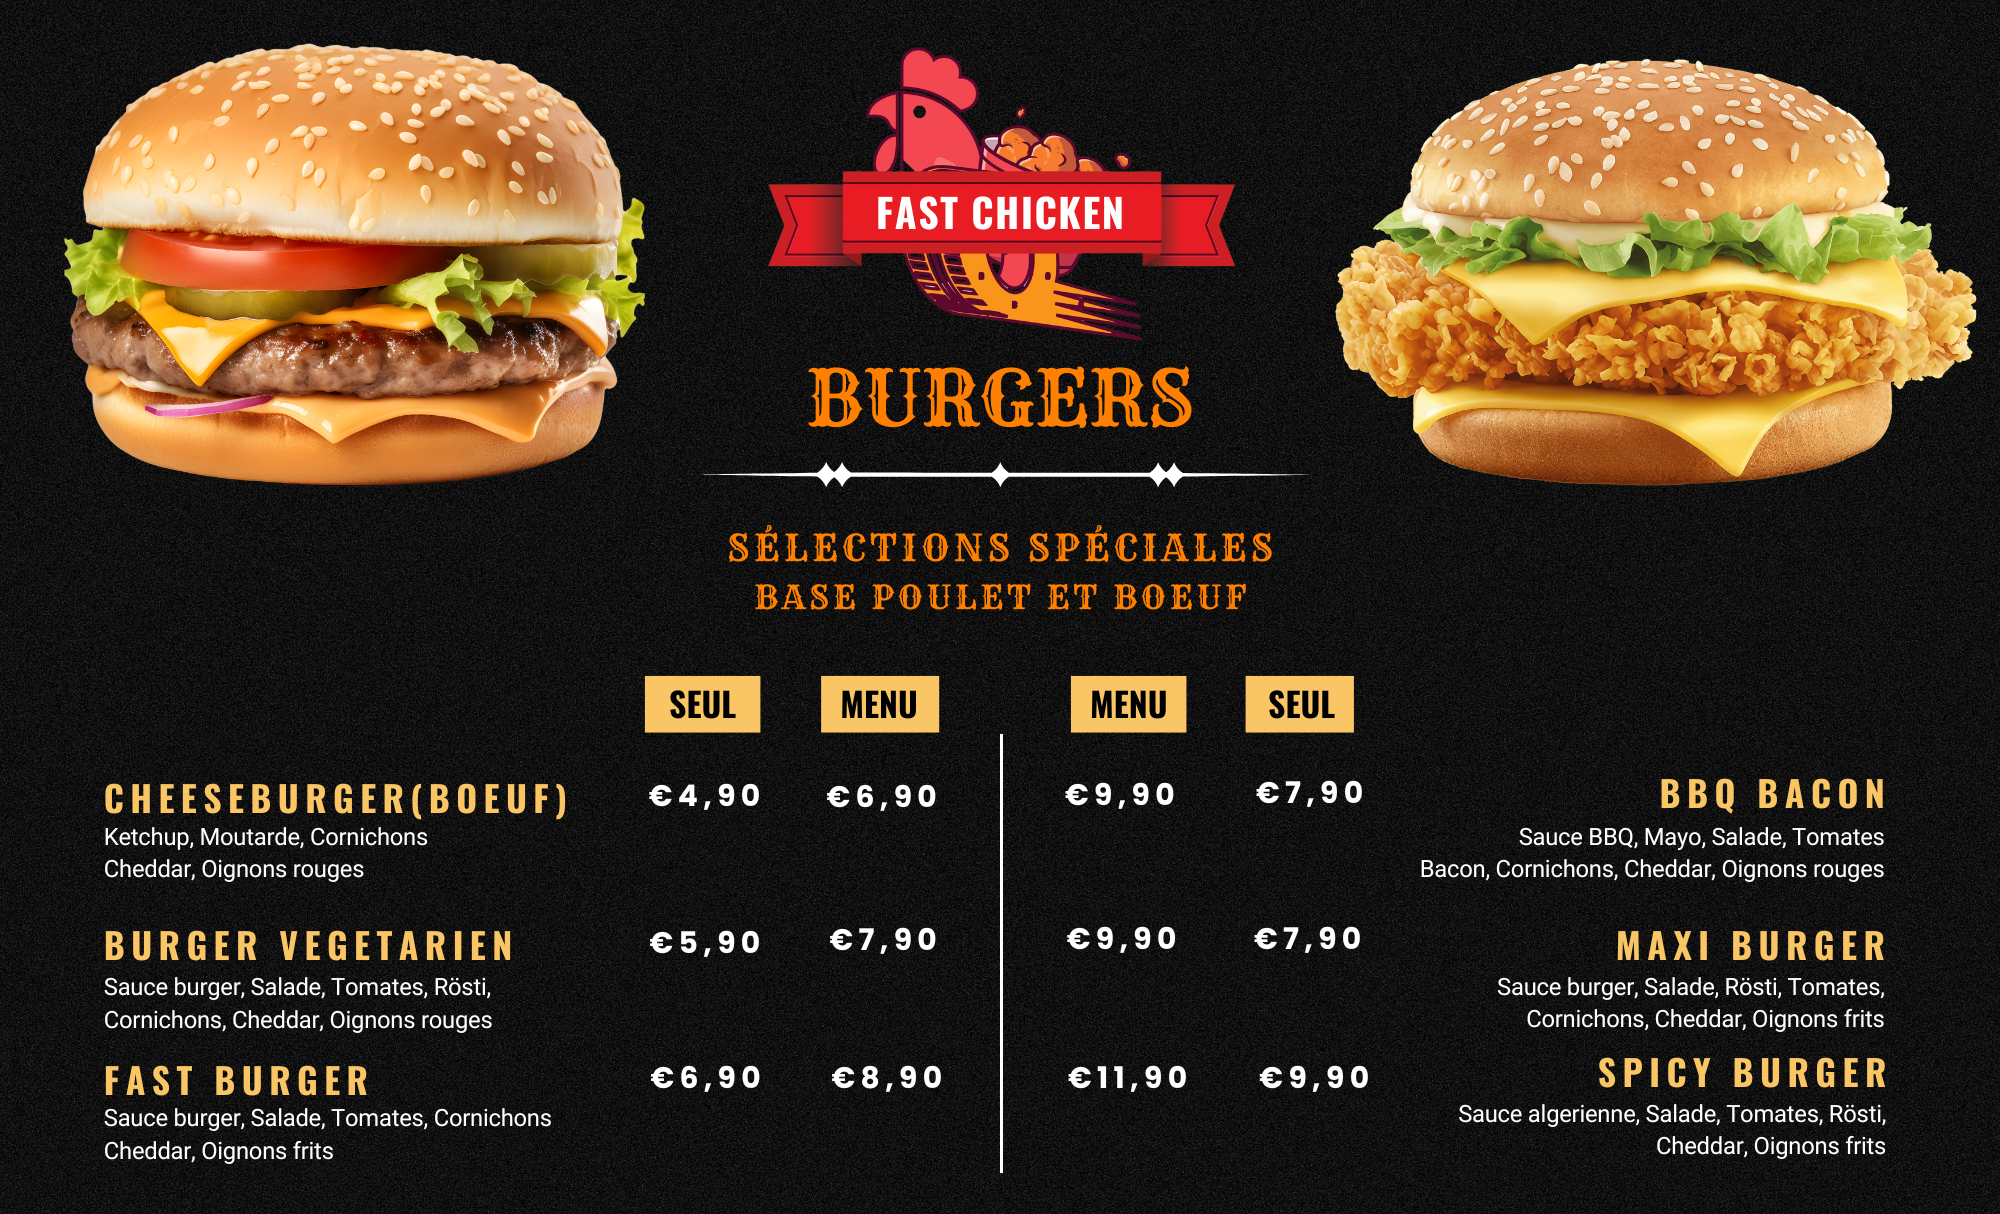 FAST CHICKEN
BURGERS
SÉLECTIONS SPÉCIALES
BASE POULET ET BOEUF
SEUL MENU MENU SEUL
CHEESEBURGER(BOEUF) €4,90 €6,90
Ketchup, Moutarde, Cornichons
Cheddar, Oignons rouges
BURGER VEGETARIEN €5,90 €7,90
Sauce burger, Salade, Tomates, Rösti,
Cornichons, Cheddar, Oignons rouges
FAST BURGER €6,90 €8,90
Sauce burger, Salade, Tomates, Cornichons
Cheddar, Oignons frits
€9,90 €7,90 BBQ BACON
Sauce BBQ, Mayo, Salade, Tomates
Bacon, Cornichons, Cheddar, Oignons rouges
€9,90 €7,90 MAXI BURGER
Sauce burger, Salade, Rösti, Tomates,
Cornichons, Cheddar, Oignons frits
€11,90 €9,90 SPICY BURGER
Sauce algerienne, Salade, Tomates, Rösti,
Cheddar, Oignons frits